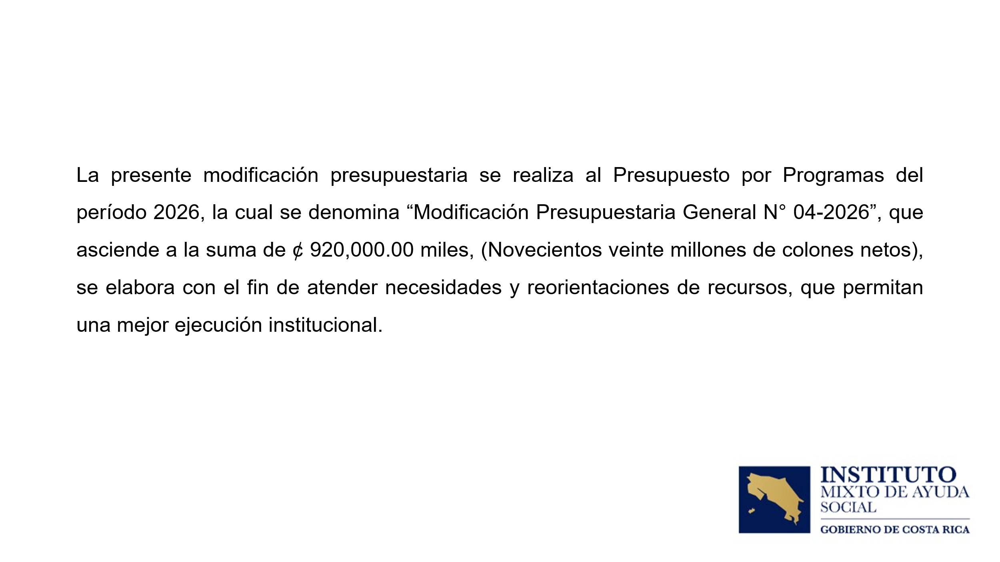 La presente modificación presupuestaria se realiza al Presupuesto por Programas del
período 2026, la cual se denomina “Modificación Presupuestaria General N° 04-2026”, que
asciende a la suma de ₡ 920,000.00 miles, (Novecientos veinte millones de colones netos),
se elabora con el fin de atender necesidades y reorientaciones de recursos, que permitan
una mejor ejecución institucional.
INSTITUTO
MIXTO DE AYUDA
SOCIAL
GOBIERNO DE COSTA RICA